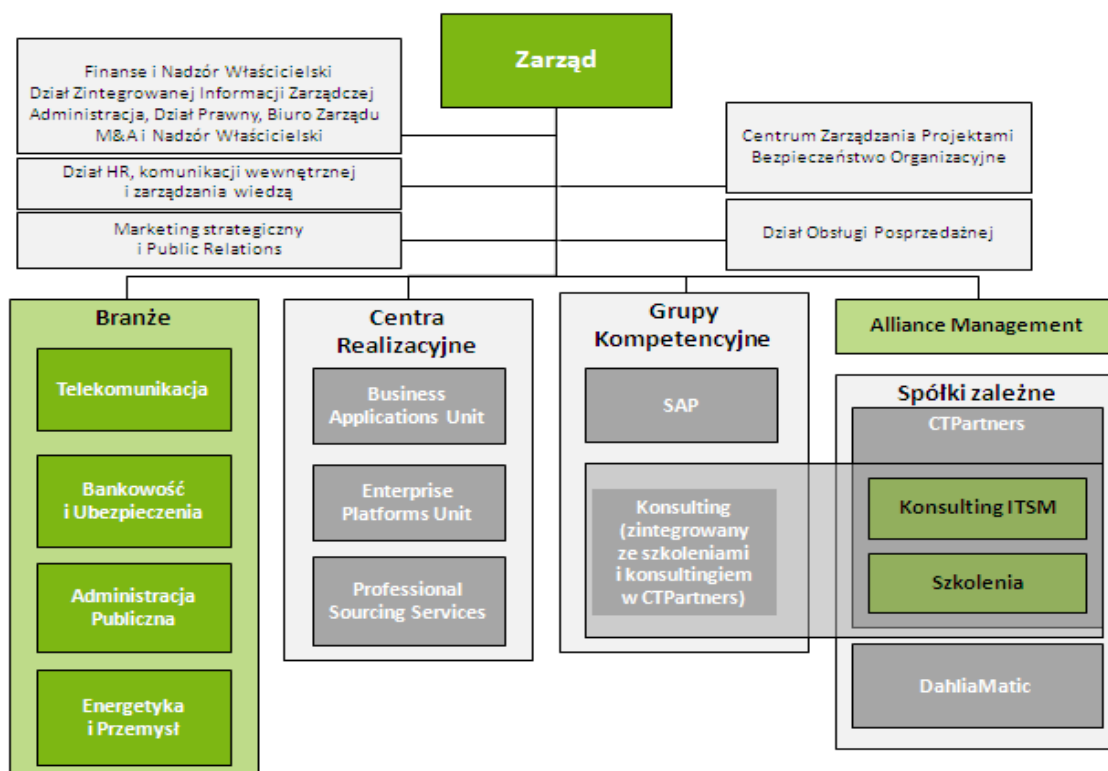 Zarząd
Finanse i Nadzór Właścicielski
Dział Zintegrowanej Informacji Zarządczej
Administracja, Dział Prawny, Biuro Zarządu
M&A i Nadzór Właścicielski
Centrum Zarządzania Projektami
Bezpieczeństwo Organizacyjne
Dział HR, komunikacji wewnętrznej
i zarządzania wiedzą
Marketing strategiczny
i Public Relations
Dział Obsługi Posprzedażnej
Branże
Telekomunikacja
Bankowość
i Ubezpieczenia
Administracja
Publiczna
Energetyka
i Przemysł
Centra
Realizacyjne
Business
Applications Unit
Enterprise
Platforms Unit
Professional
Sourcing Services
Grupy
Kompetencyjne
SAP
Konsulting
(zintegrowany
ze szkoleniami
i konsultingiem
w CTPartners)
Alliance Management
Spółki zależne
CTPartners
Konsulting ITSM
Szkolenia
DahliaMatic